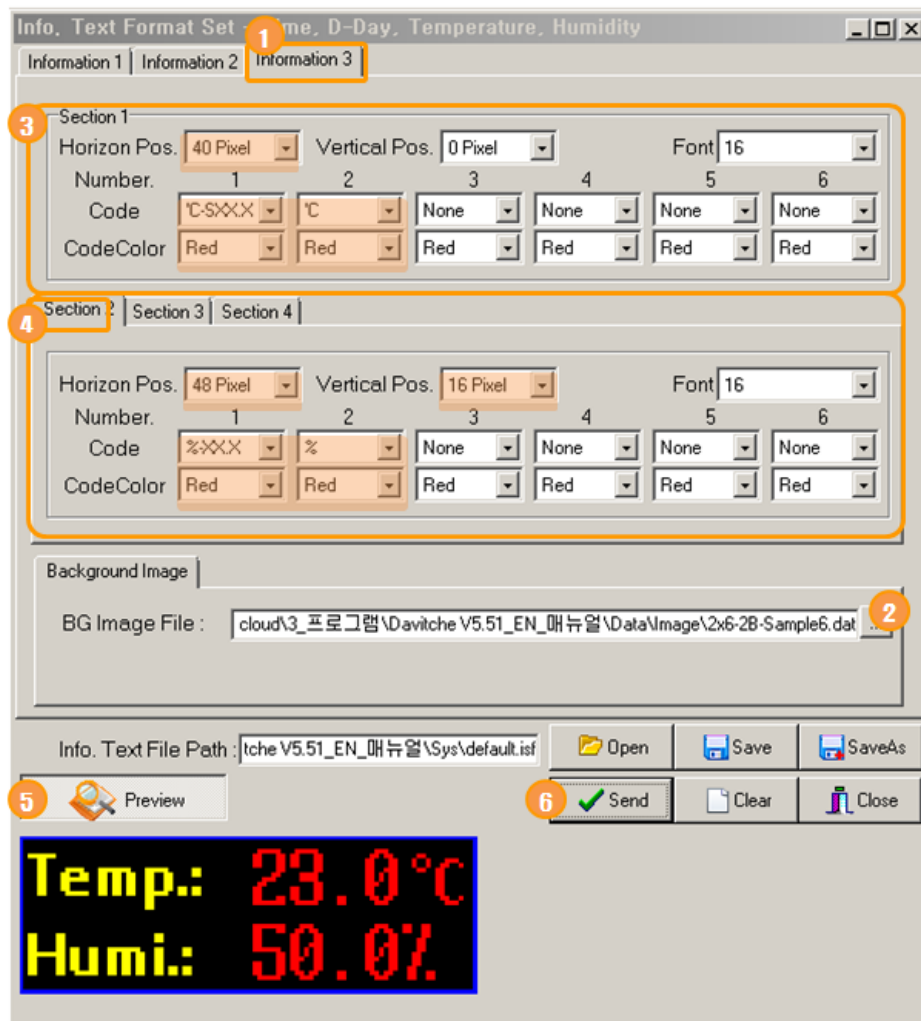 Info, Text Format Set - Time, D-Day, Temperature, Humidity
1
Information 1 Information 2 Information 3
3
Section 1
Horizon Pos. 40 Pixel Vertical Pos. 0 Pixel Font 16
Number. 1 2 3 4 5 6
Code ℃-SXX.X ℃ None None None None
CodeColor Red Red Red Red Red Red
4
Section 2 Section 3 Section 4
Horizon Pos. 48 Pixel Vertical Pos. 16 Pixel Font 16
Number. 1 2 3 4 5 6
Code %-XX.X % None None None None
CodeColor Red Red Red Red Red Red
Background Image
BG Image File : cloud\3_프로그램\Davitche V5.51_EN_매뉴얼\Data\Image\2x6-2B-Sample6.dat 2
Info. Text File Path : tche V5.51_EN_매뉴얼\Sys\default.isf Open Save SaveAs
5 Preview 6 Send Clear Close
Temp.: 23.0℃
Humi.: 50.0%